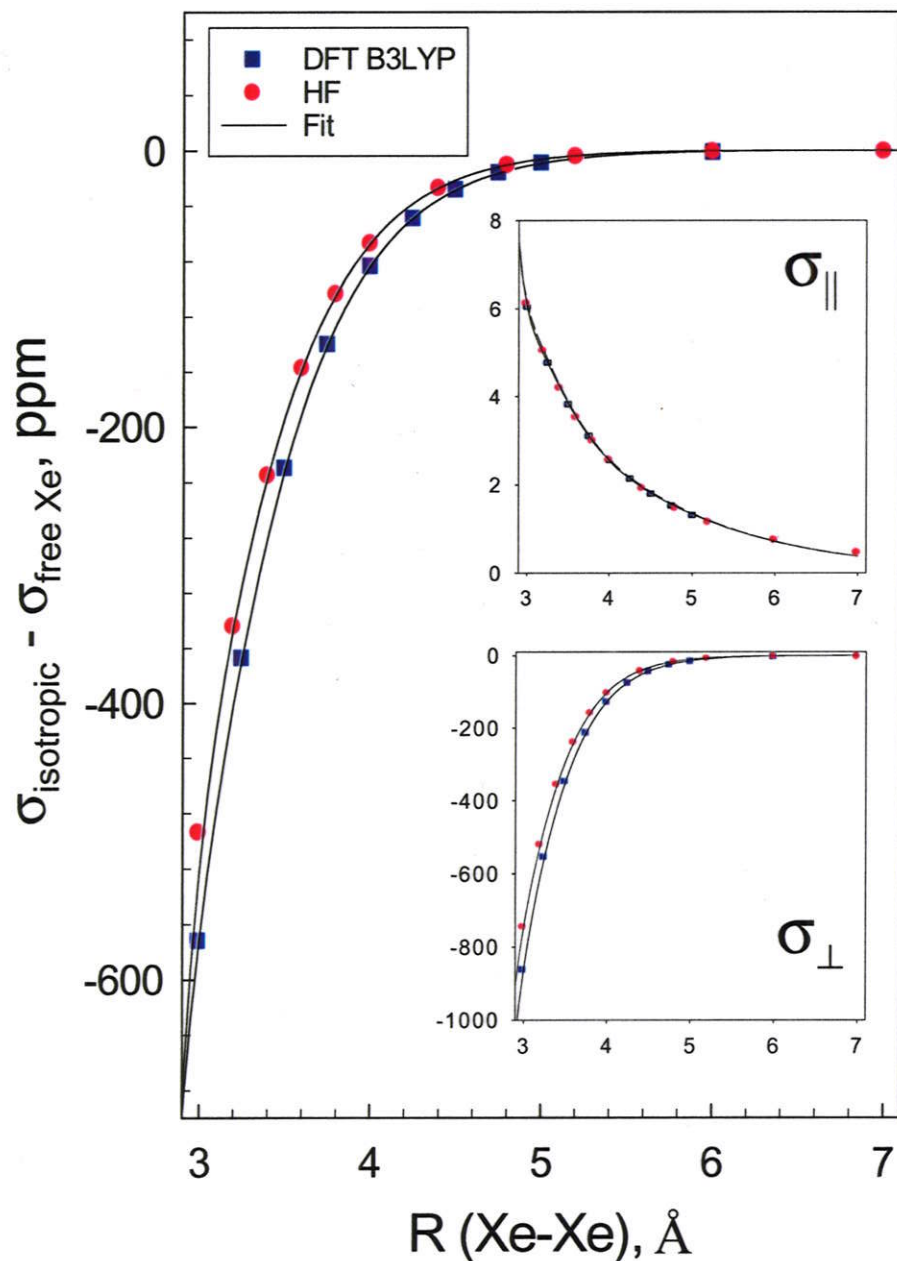 DFT B3LYP
HF
Fit
0
-200
-400
-600
σisotropic - σfree Xe, ppm
8
6
4
2
0
σ||
3 4 5 6 7
0
-200
-400
-600
-800
-1000
σ⊥
3 4 5 6 7
3 4 5 6 7
R (Xe-Xe), Å